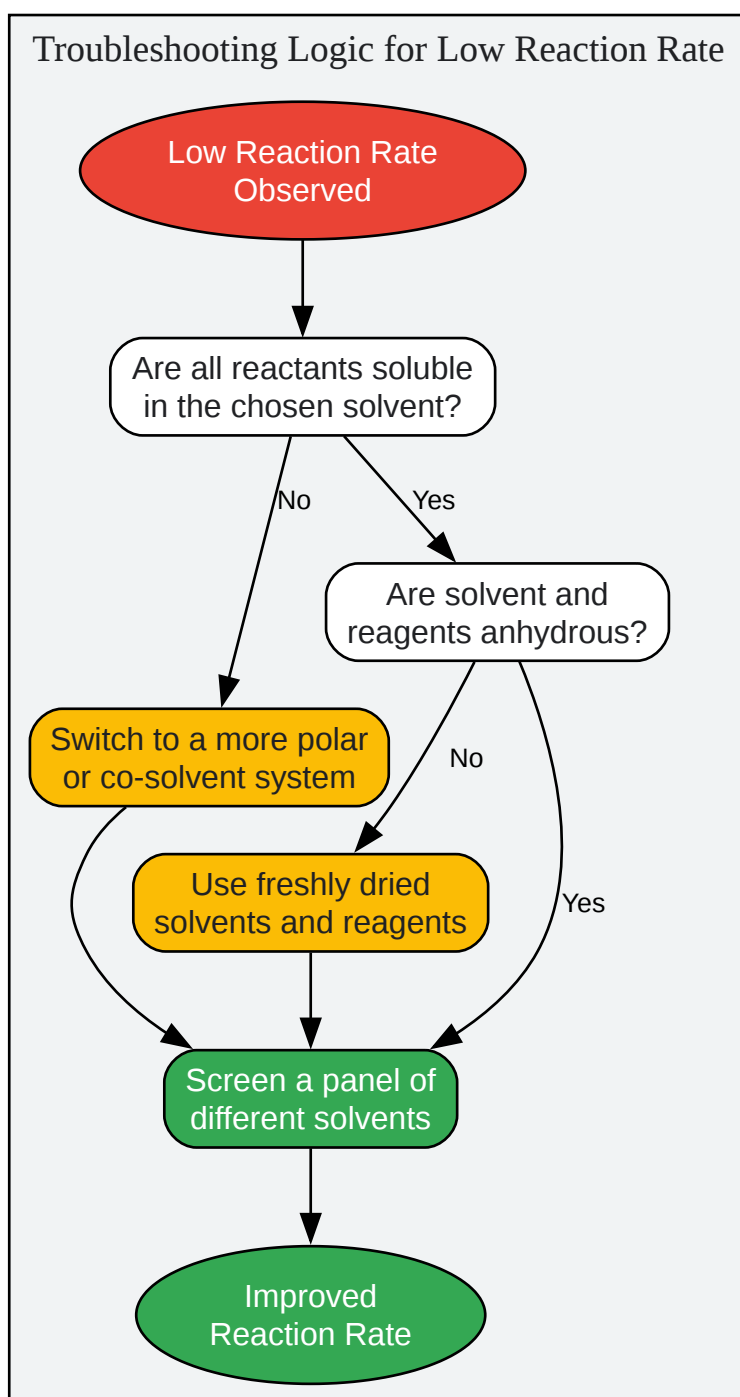 Troubleshooting Logic for Low Reaction Rate
Low Reaction Rate
Observed
Are all reactants soluble
in the chosen solvent?
No
Yes
Are solvent and
reagents anhydrous?
Switch to a more polar
or co-solvent system
No
Use freshly dried
solvents and reagents
Yes
Screen a panel of
different solvents
Improved
Reaction Rate